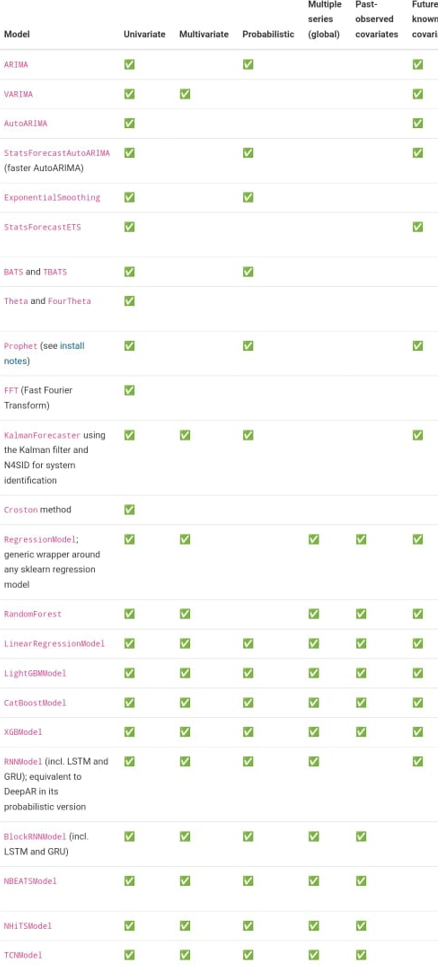 Multiple Past- Future
series observed known
Model Univariate Multivariate Probabilistic (global) covariates covari
ARIMA ✅ ✅ ✅
VARIMA ✅ ✅ ✅
AutoARIMA ✅ ✅
StatsForecastAutoARIMA ✅ ✅ ✅
(faster AutoARIMA)
ExponentialSmoothing ✅ ✅
StatsForecastETS ✅ ✅
BATS and TBATS ✅ ✅
Theta and FourTheta ✅
Prophet (see install ✅ ✅ ✅
notes)
FFT (Fast Fourier ✅
Transform)
KalmanForecaster using ✅ ✅ ✅ ✅
the Kalman filter and
N4SID for system
identification
Croston method ✅
RegressionModel; ✅ ✅ ✅ ✅ ✅
generic wrapper around
any sklearn regression
model
RandomForest ✅ ✅ ✅ ✅ ✅
LinearRegressionModel ✅ ✅ ✅ ✅ ✅ ✅
LightGBMModel ✅ ✅ ✅ ✅ ✅ ✅
CatBoostModel ✅ ✅ ✅ ✅ ✅ ✅
XGBModel ✅ ✅ ✅ ✅ ✅ ✅
RNNModel (incl. LSTM and ✅ ✅ ✅ ✅ ✅
GRU); equivalent to
DeepAR in its
probabilistic version
BlockRNNModel (incl. ✅ ✅ ✅ ✅ ✅
LSTM and GRU)
NBEATSModel ✅ ✅ ✅ ✅ ✅
NHiTSModel ✅ ✅ ✅ ✅ ✅
TCNModel ✅ ✅ ✅ ✅ ✅